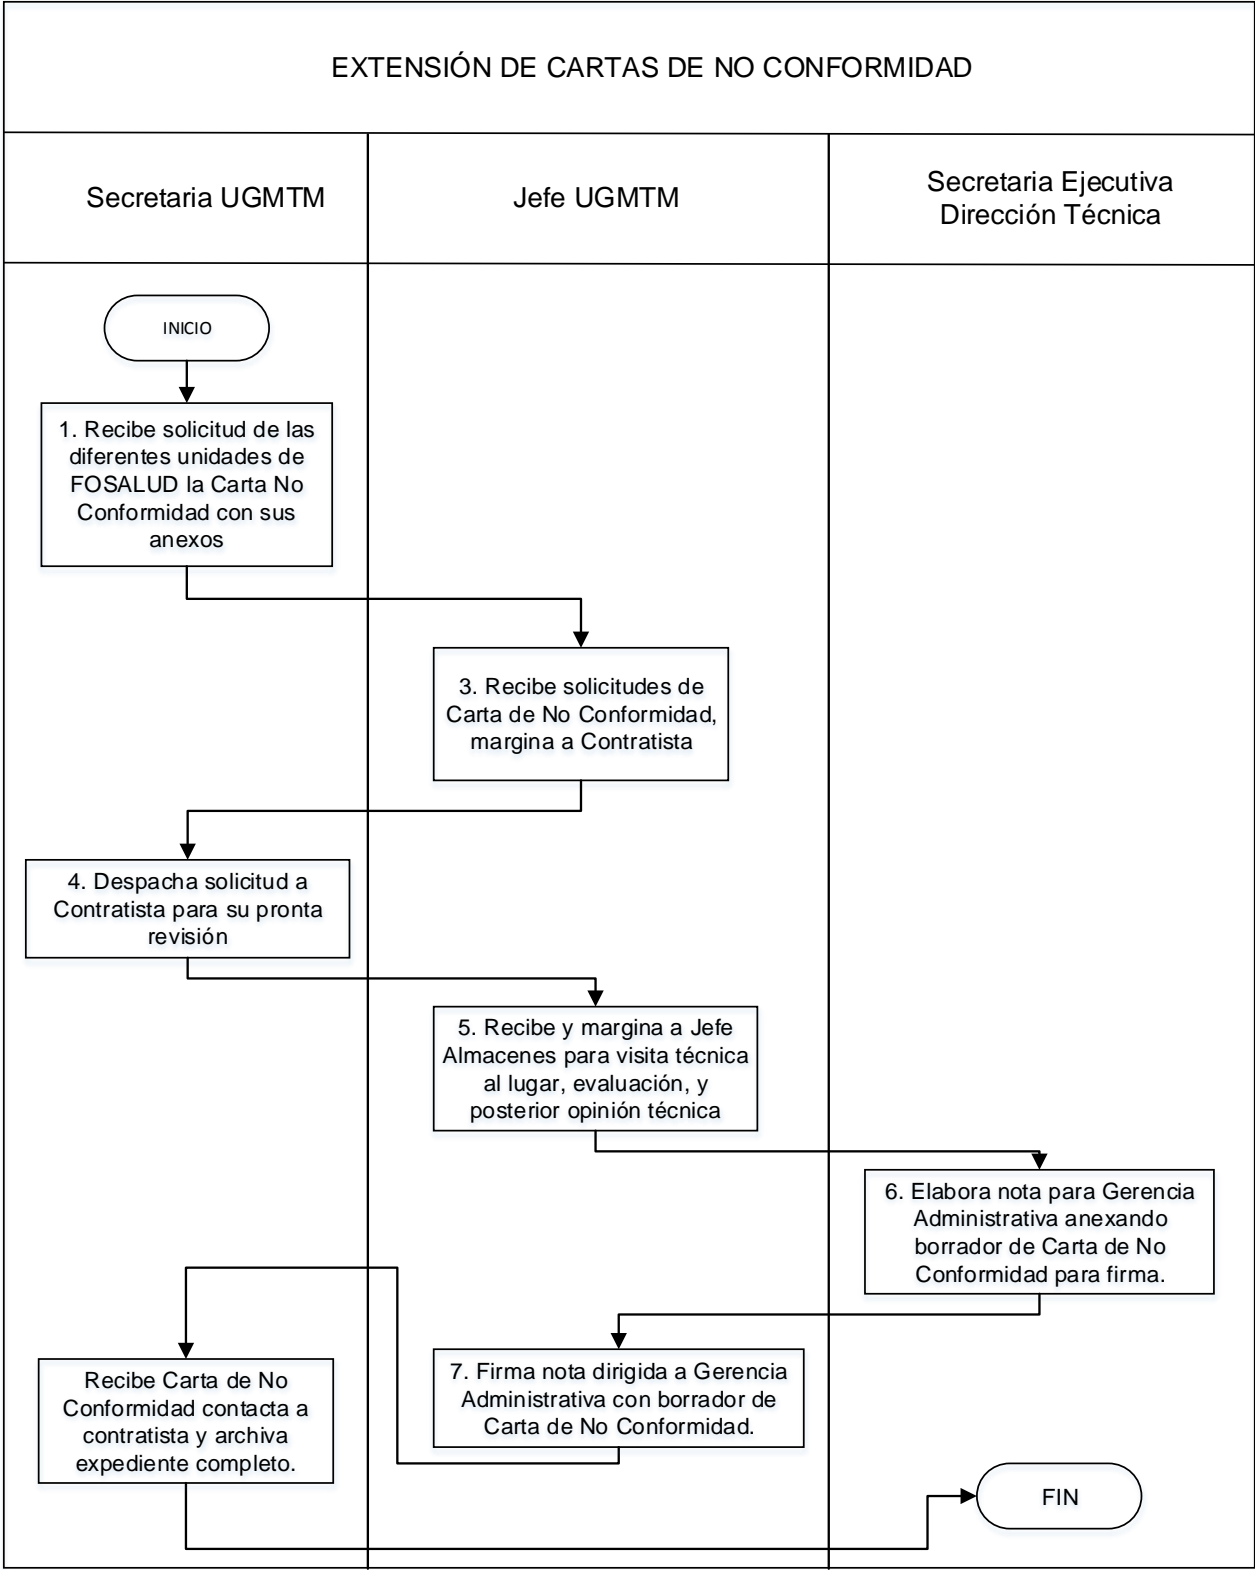 EXTENSIÓN DE CARTAS DE NO CONFORMIDAD
Secretaria UGMTM
Jefe UGMTM
Secretaria Ejecutiva
Dirección Técnica
INICIO
1. Recibe solicitud de las
diferentes unidades de
FOSALUD la Carta No
Conformidad con sus
anexos
3. Recibe solicitudes de
Carta de No Conformidad,
margina a Contratista
4. Despacha solicitud a
Contratista para su pronta
revisión
5. Recibe y margina a Jefe
Almacenes para visita técnica
al lugar, evaluación, y
posterior opinión técnica
6. Elabora nota para Gerencia
Administrativa anexando
borrador de Carta de No
Conformidad para firma.
7. Firma nota dirigida a Gerencia
Administrativa con borrador de
Carta de No Conformidad.
Recibe Carta de No
Conformidad contacta a
contratista y archiva
expediente completo.
FIN